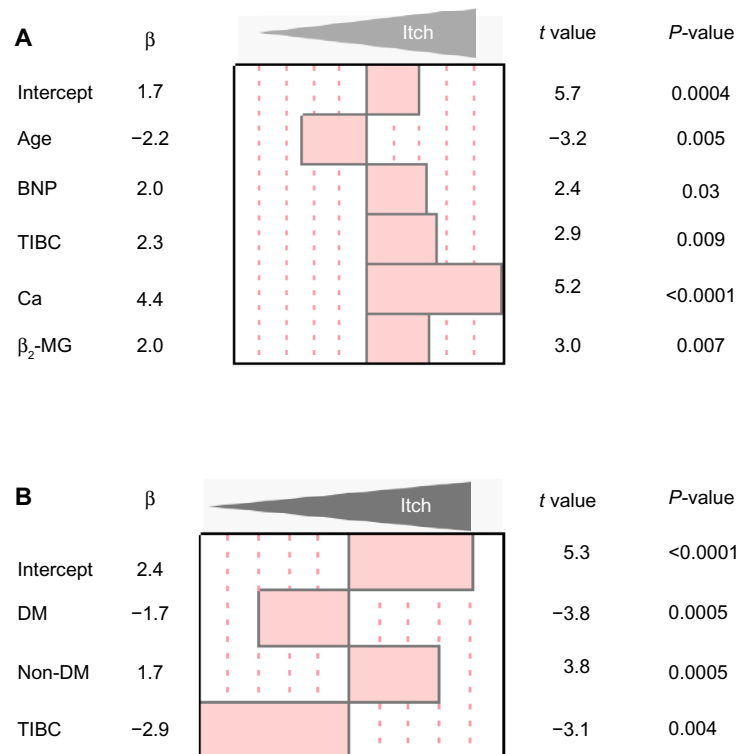 A β Itch t value P-value
Intercept 1.7 5.7 0.0004
Age −2.2 −3.2 0.005
BNP 2.0 2.4 0.03
TIBC 2.3 2.9 0.009
Ca 4.4 5.2 <0.0001
β₂-MG 2.0 3.0 0.007
B β Itch t value P-value
Intercept 2.4 5.3 <0.0001
DM −1.7 −3.8 0.0005
Non-DM 1.7 3.8 0.0005
TIBC −2.9 −3.1 0.004